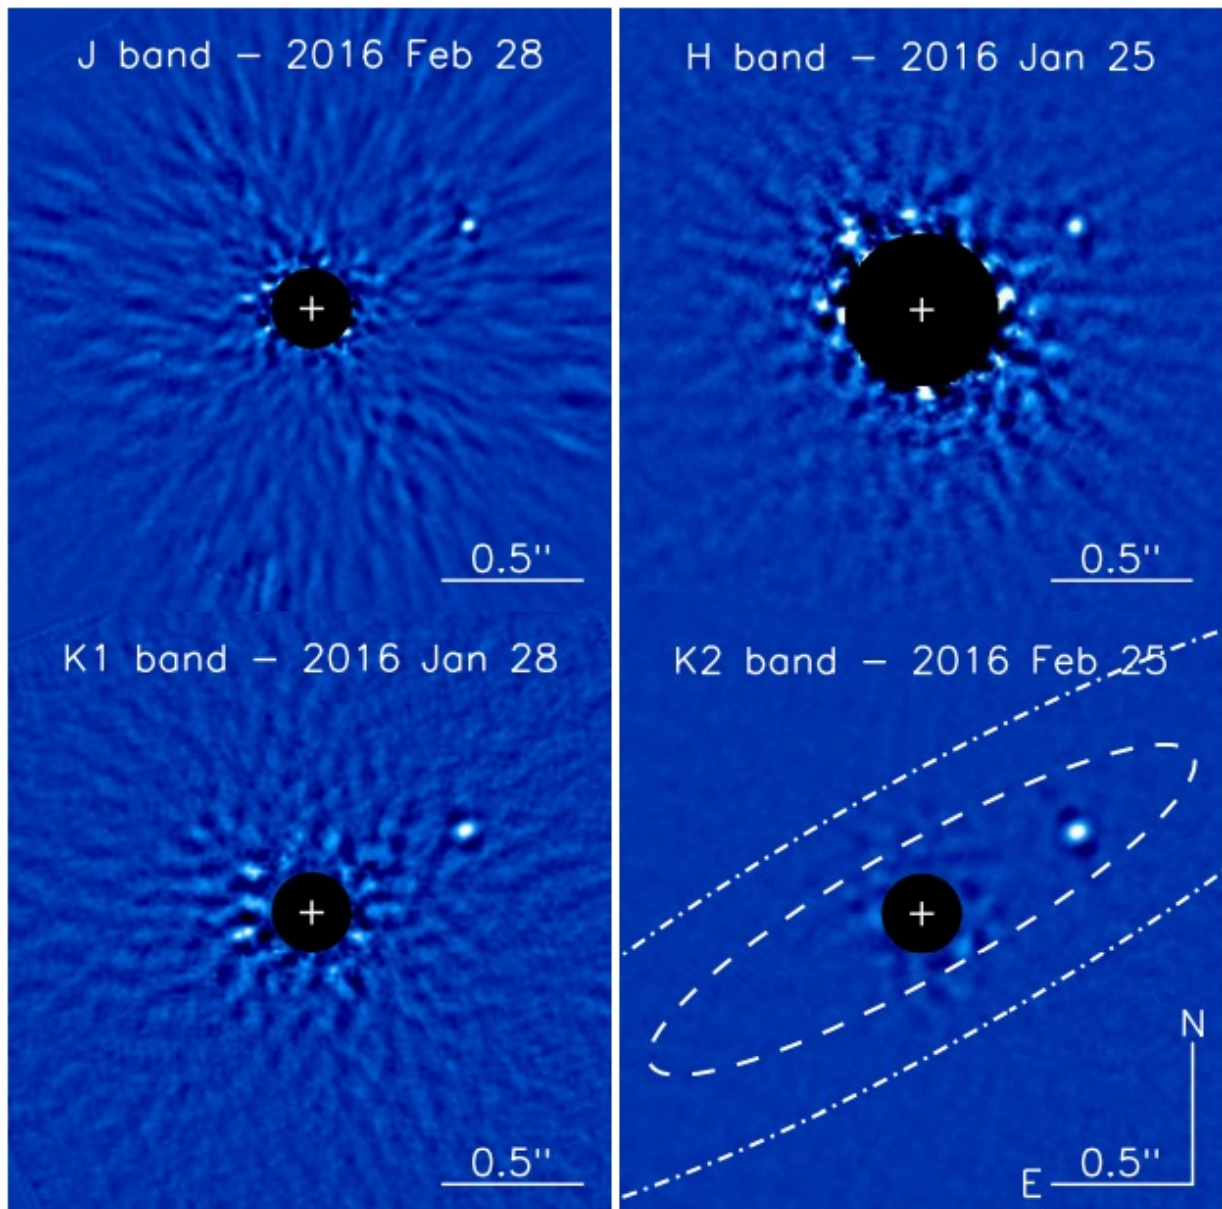 J band – 2016 Feb 28
H band – 2016 Jan 25
0.5"
0.5"
K1 band – 2016 Jan 28
K2 band – 2016 Feb 25
0.5"
N
0.5"
E